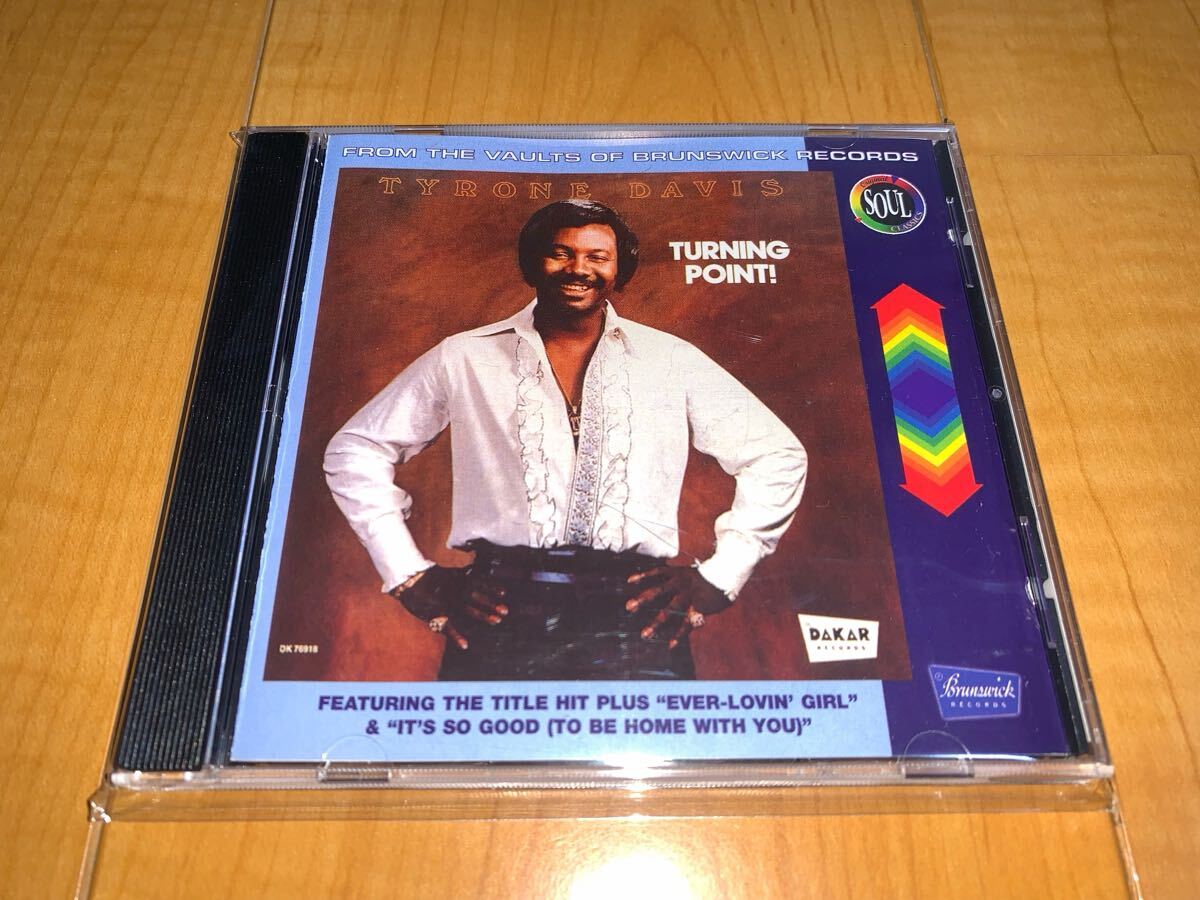 FROM THE VAULTS OF BRUNSWICK RECORDS
TYRONE DAVIS
TURNING
POINT!
Original
SOUL
CLASSICS
DAKAR
RECORDS
DK 76918
Brunswick
RECORDS
FEATURING THE TITLE HIT PLUS "EVER-LOVIN' GIRL"
& "IT'S SO GOOD (TO BE HOME WITH YOU)"